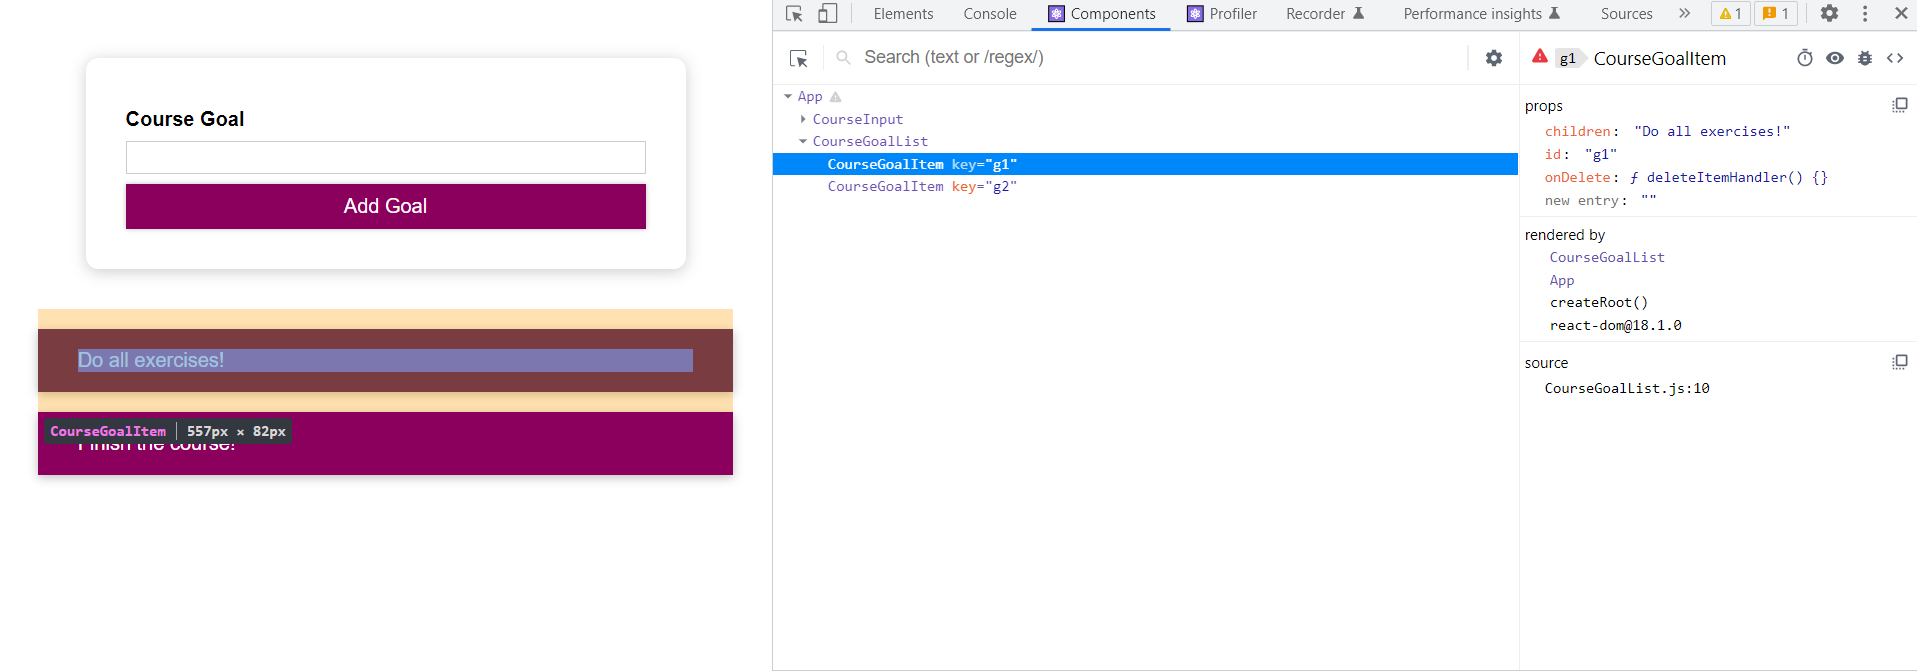 Course Goal
Add Goal
Do all exercises!
CourseGoalItem 557px × 82px
Finish the course!
Elements Console Components Profiler Recorder Performance insights Sources 1 1
Search (text or /regex/)
App
CourseInput
CourseGoalList
CourseGoalItem key="g1"
CourseGoalItem key="g2"
g1 CourseGoalItem
props
children: "Do all exercises!"
id: "g1"
onDelete: ƒ deleteItemHandler() {}
new entry: ""
rendered by
CourseGoalList
App
createRoot()
react-dom@18.1.0
source
CourseGoalList.js:10